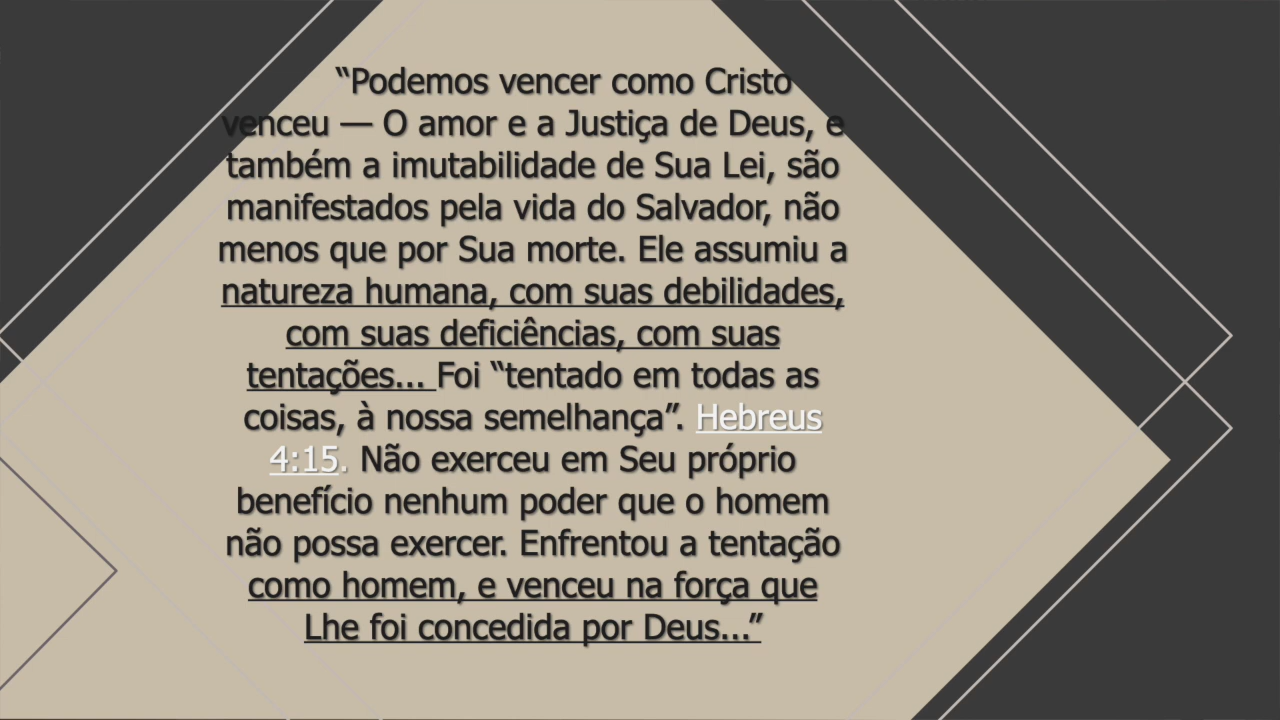 “Podemos vencer como Cristo
venceu — O amor e a Justiça de Deus, e
também a imutabilidade de Sua Lei, são
manifestados pela vida do Salvador, não
menos que por Sua morte. Ele assumiu a
natureza humana, com suas debilidades,
com suas deficiências, com suas
tentações... Foi “tentado em todas as
coisas, à nossa semelhança”. Hebreus
4:15. Não exerceu em Seu próprio
benefício nenhum poder que o homem
não possa exercer. Enfrentou a tentação
como homem, e venceu na força que
Lhe foi concedida por Deus...”